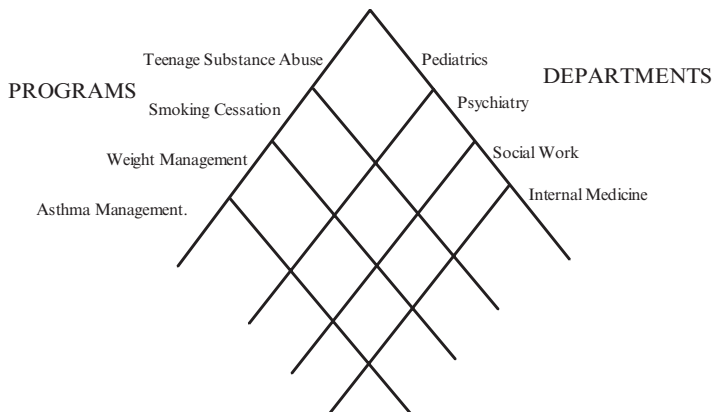 Teenage Substance Abuse
Pediatrics
DEPARTMENTS
PROGRAMS
Smoking Cessation
Psychiatry
Weight Management
Social Work
Asthma Management.
Internal Medicine